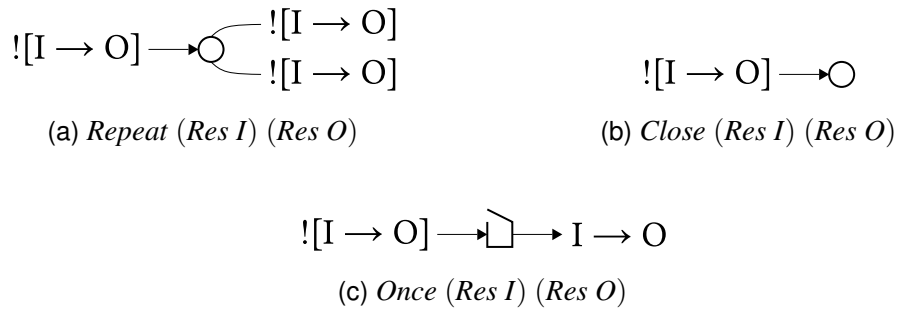 ![I → O]
![I → O]
![I → O]
(a) Repeat (Res I) (Res O)
![I → O]
(b) Close (Res I) (Res O)
![I → O] I → O
(c) Once (Res I) (Res O)